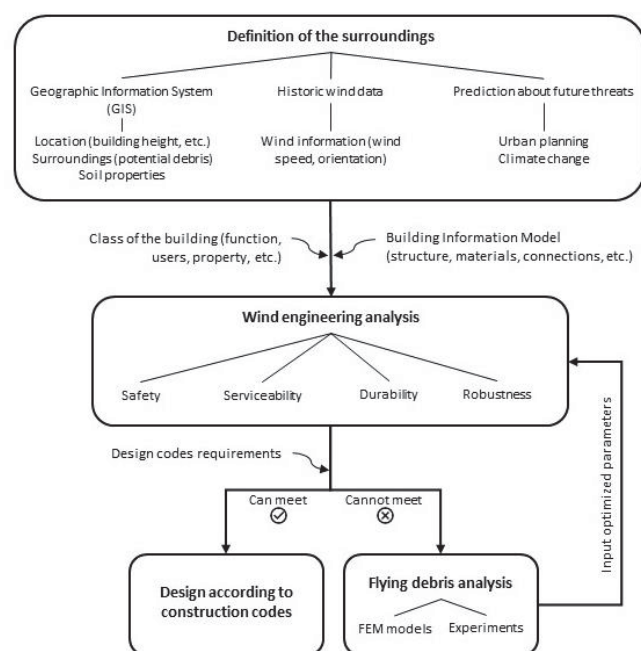 Definition of the surroundings
Geographic Information System
(GIS)
Historic wind data
Prediction about future threats
Location (building height, etc.)
Surroundings (potential debris)
Soil properties
Wind information (wind
speed, orientation)
Urban planning
Climate change
Class of the building (function,
users, property, etc.)
Building Information Model
(structure, materials, connections, etc.)
Wind engineering analysis
Safety
Serviceability
Durability
Robustness
Design codes requirements
Can meet
Cannot meet
Input optimized parameters
Design according to
construction codes
Flying debris analysis
FEM models
Experiments